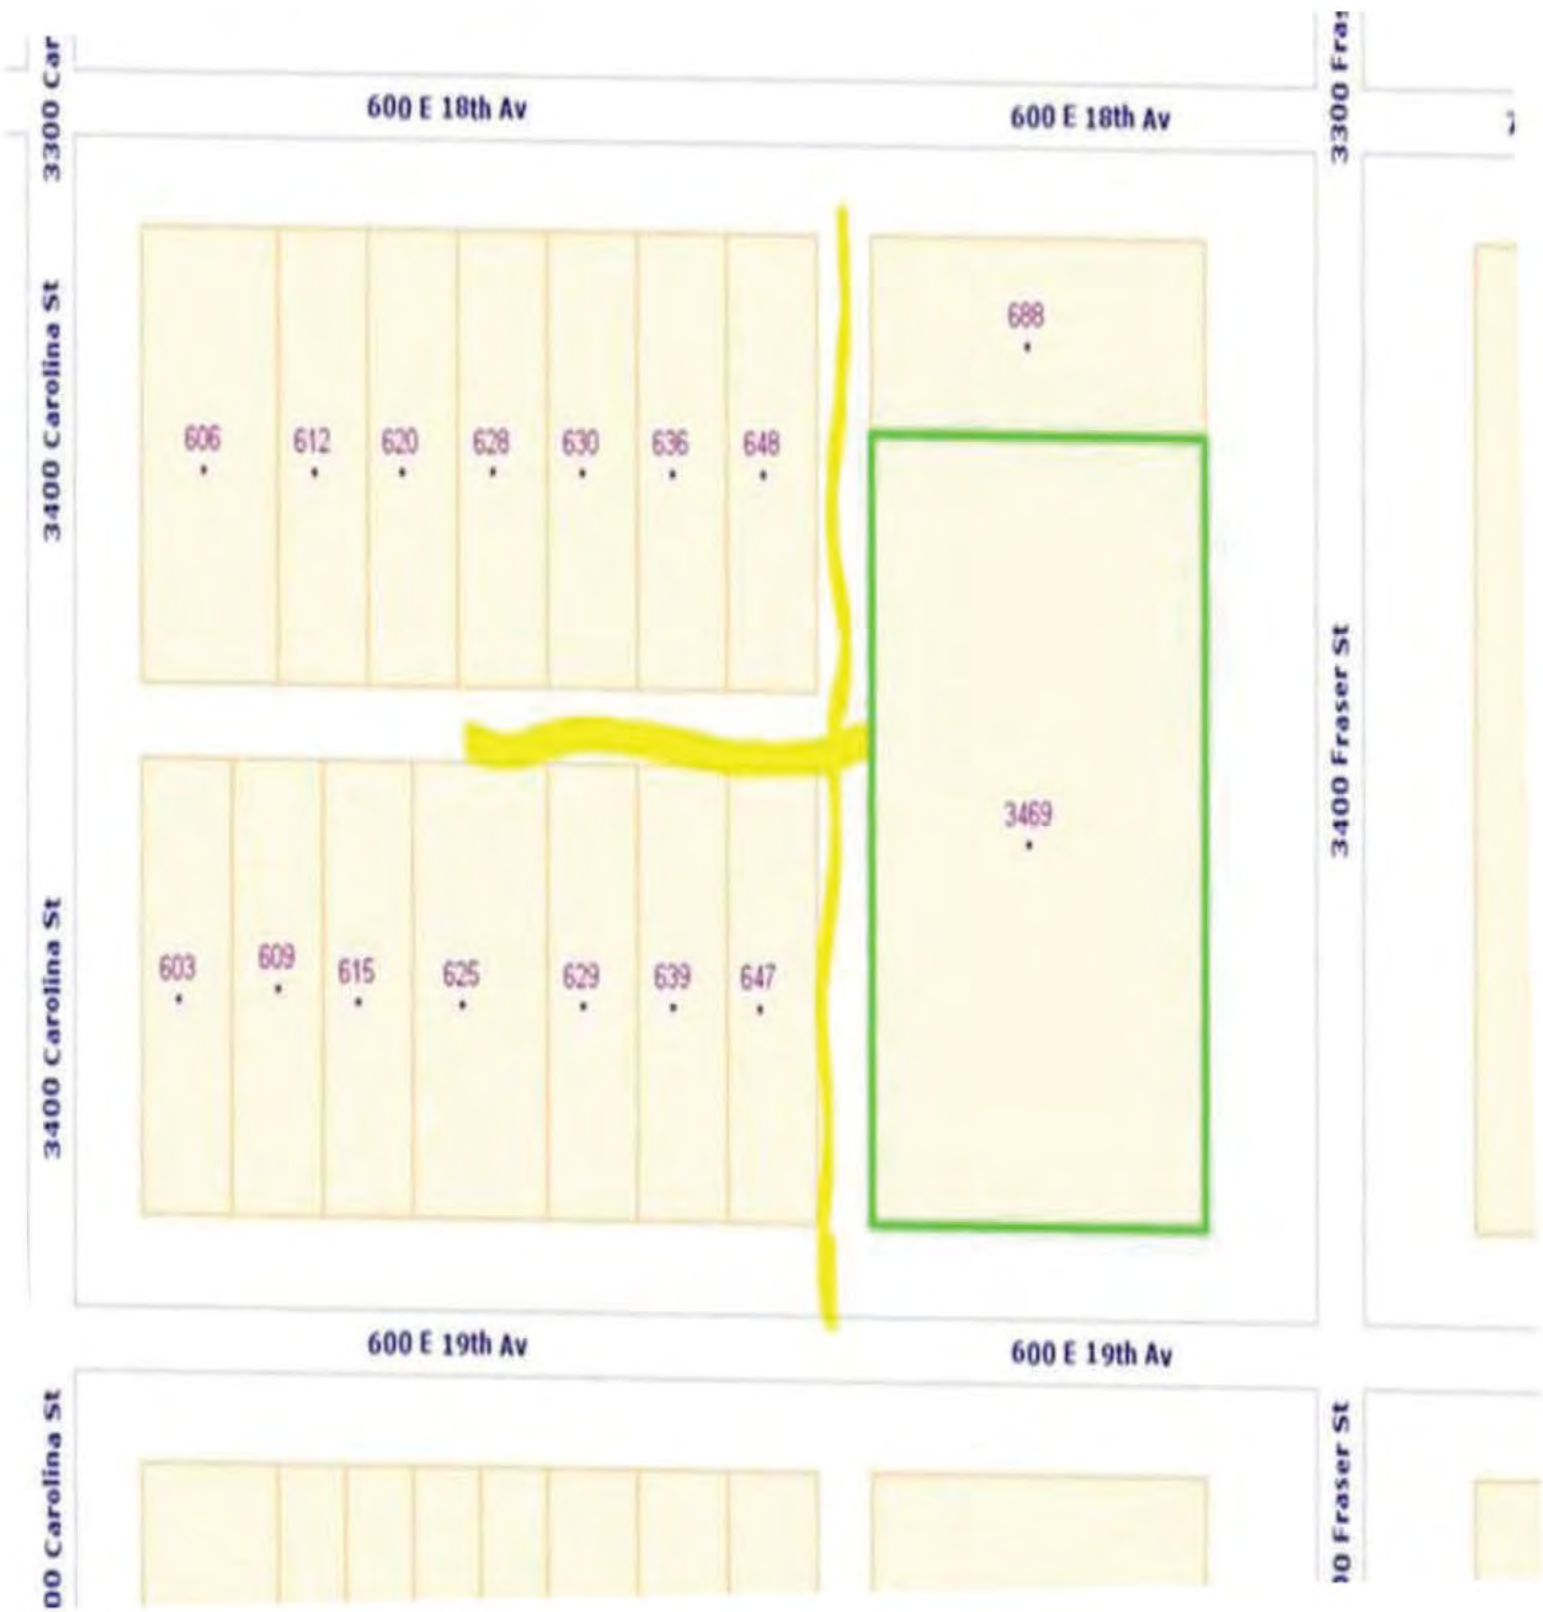 3300 Car
600 E 18th Av
600 E 18th Av
3300 Fras
3400 Carolina St
606
612
620
628
630
636
648
688
3469
3400 Fraser St
3400 Carolina St
603
609
615
625
629
639
647
600 E 19th Av
600 E 19th Av
00 Carolina St
00 Fraser St